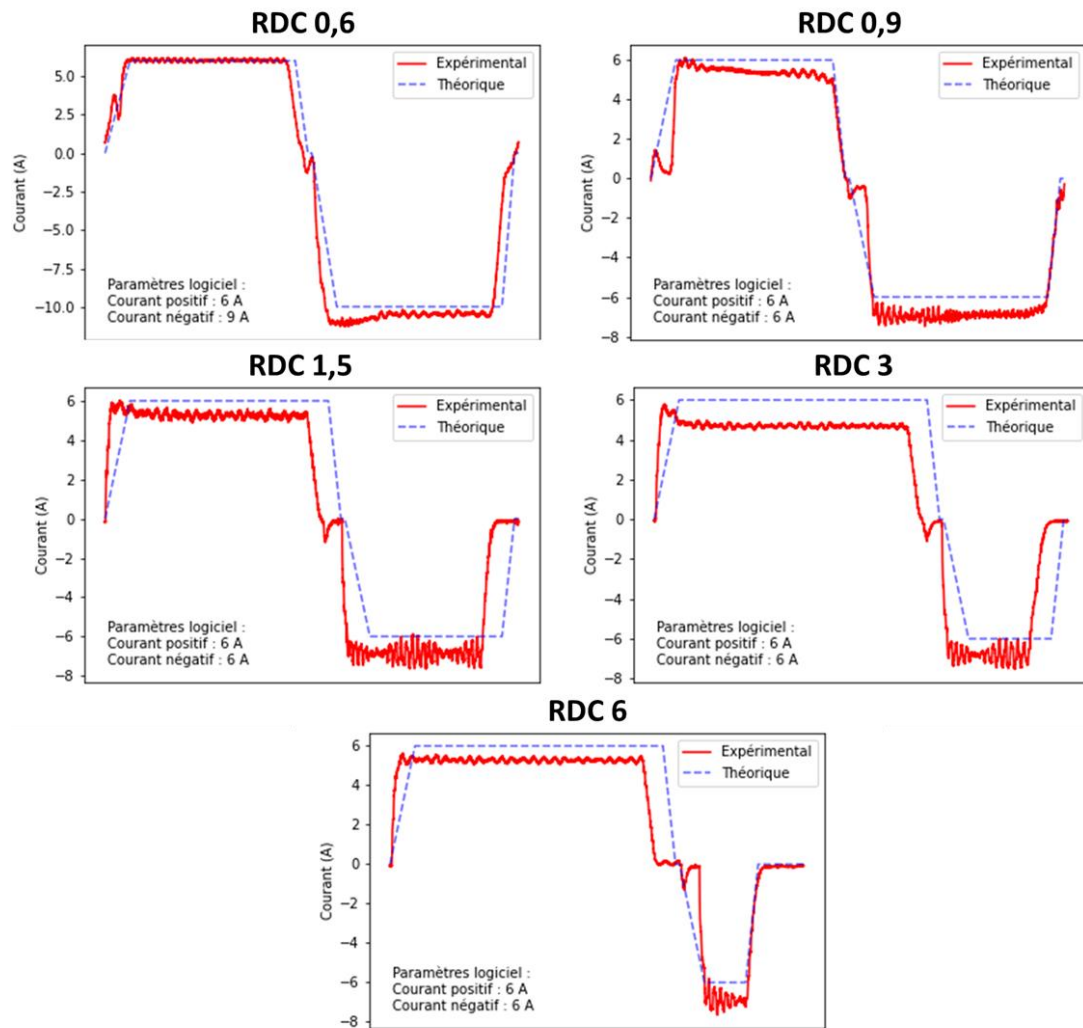 RDC 0,6
Expérimental
Théorique
Courant (A)
5.0
2.5
0.0
−2.5
−5.0
−7.5
−10.0
Paramètres logiciel :
Courant positif : 6 A
Courant négatif : 9 A
RDC 0,9
Expérimental
Théorique
Courant (A)
6
4
2
0
−2
−4
−6
−8
Paramètres logiciel :
Courant positif : 6 A
Courant négatif : 6 A
RDC 1,5
Expérimental
Théorique
Courant (A)
6
4
2
0
−2
−4
−6
−8
Paramètres logiciel :
Courant positif : 6 A
Courant négatif : 6 A
RDC 3
Expérimental
Théorique
Courant (A)
6
4
2
0
−2
−4
−6
−8
Paramètres logiciel :
Courant positif : 6 A
Courant négatif : 6 A
RDC 6
Expérimental
Théorique
Courant (A)
6
4
2
0
−2
−4
−6
−8
Paramètres logiciel :
Courant positif : 6 A
Courant négatif : 6 A